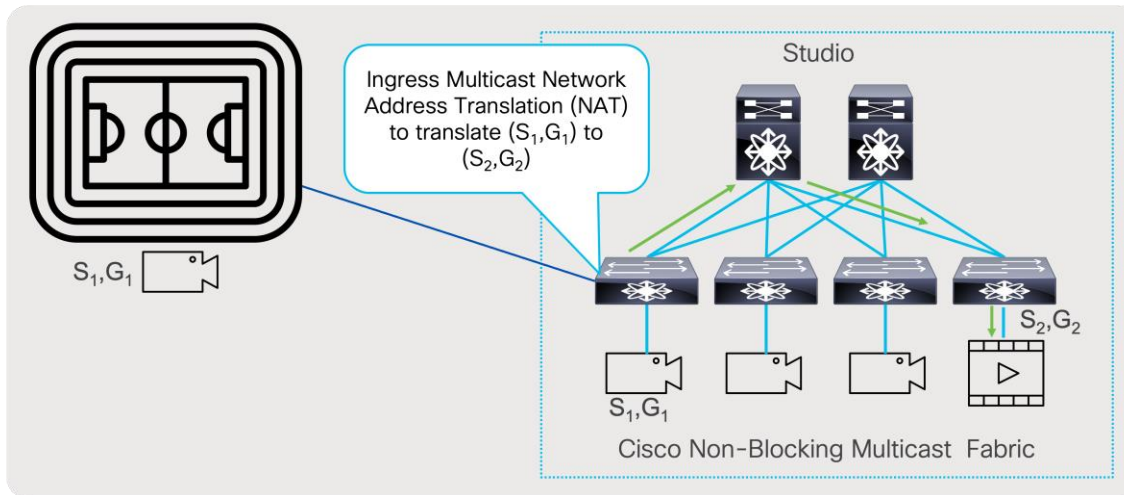 Studio
Ingress Multicast Network
Address Translation (NAT)
to translate (S₁,G₁) to
(S₂,G₂)
S₁,G₁
S₂,G₂
S₁,G₁
Cisco Non-Blocking Multicast Fabric